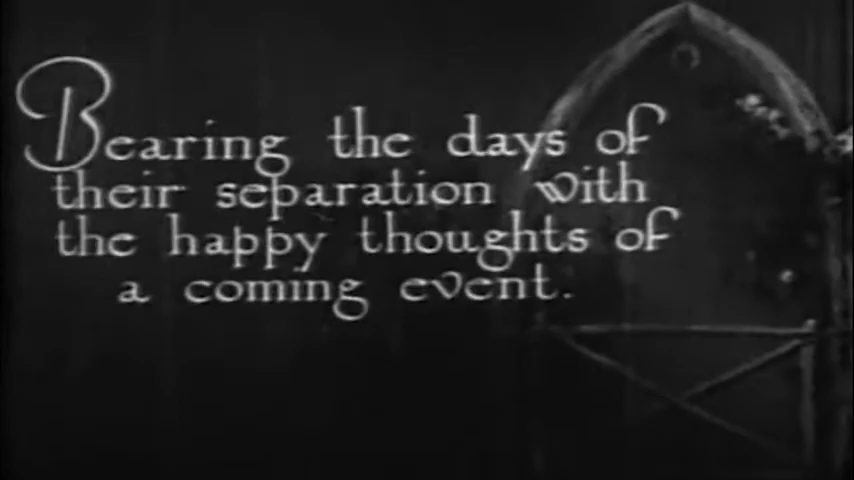 Bearing the days of
their separation with
the happy thoughts of
a coming event.